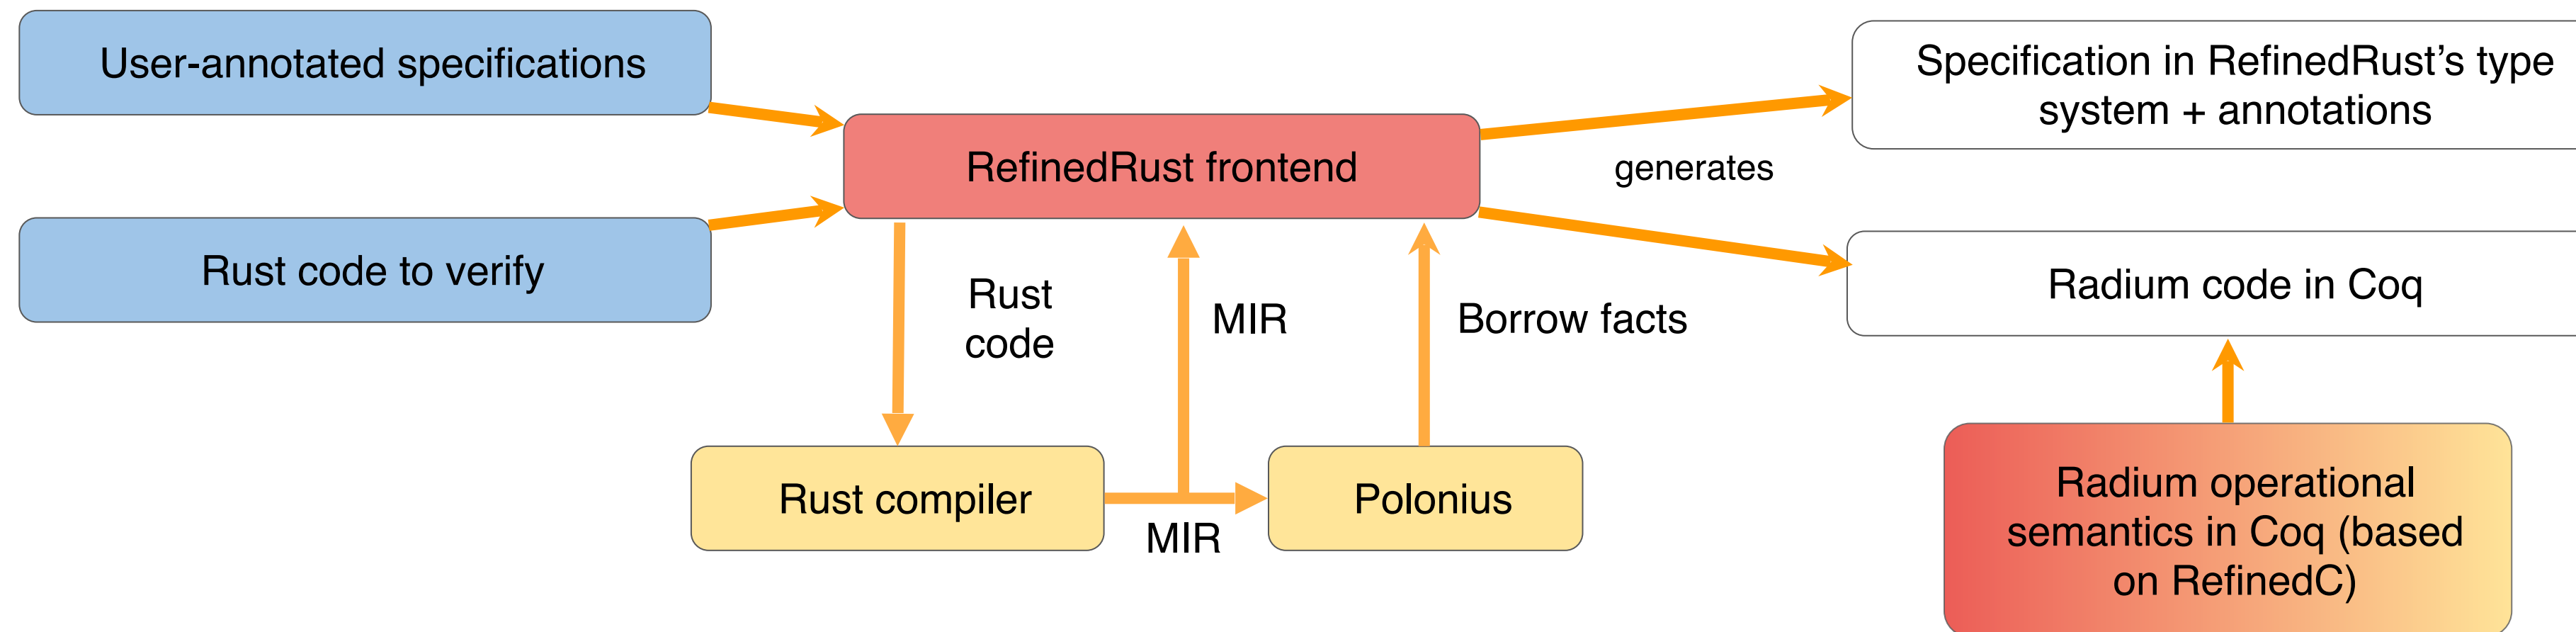 User-annotated specifications
Specification in RefinedRust’s type
system + annotations
RefinedRust frontend
generates
Rust code to verify
Radium code in Coq
Rust
code
MIR
Borrow facts
Rust compiler
MIR
Polonius
Radium operational
semantics in Coq (based
on RefinedC)